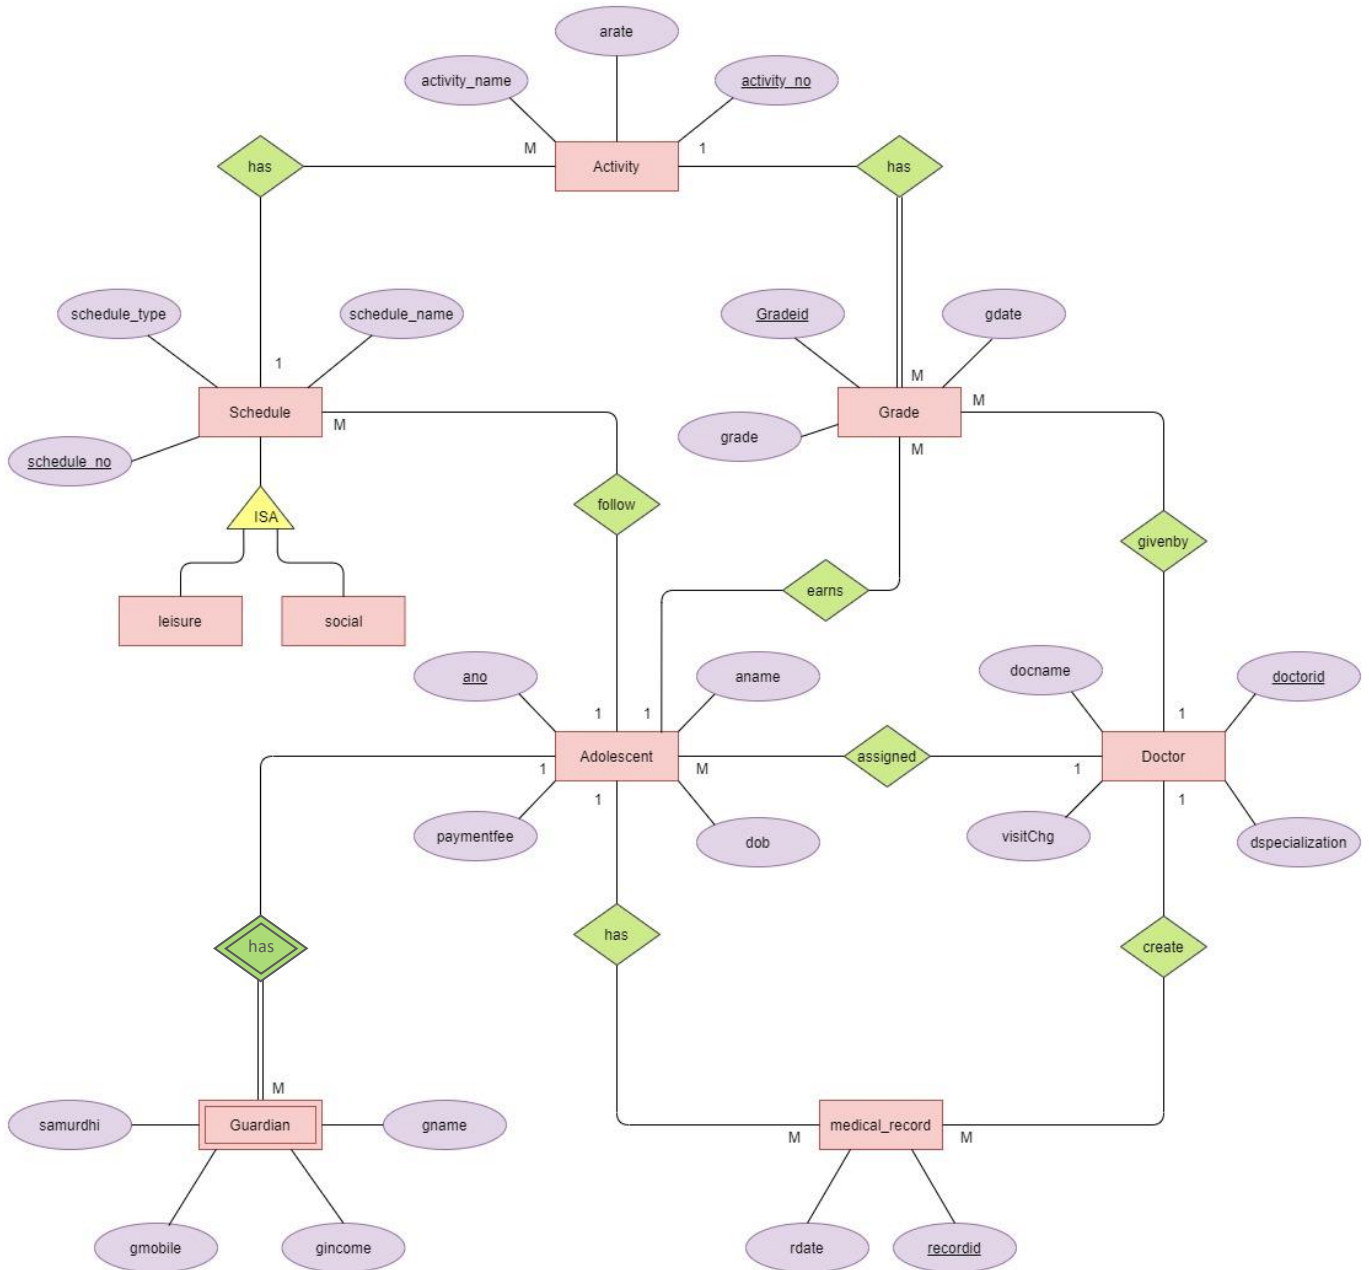 arate
activity_name
activity_no
has
M
Activity
1
has
schedule_type
schedule_name
Gradeid
gdate
1
M
Schedule
M
Grade
M
grade
M
schedule_no
ISA
follow
givenby
earns
leisure
social
ano
aname
docname
doctorid
1
1
1
Adolescent
assigned
Doctor
1
M
1
1
1
paymentfee
dob
visitChg
dspecialization
has
has
create
M
samurdhi
Guardian
gname
medical_record
M
M
gmobile
gincome
rdate
recordid